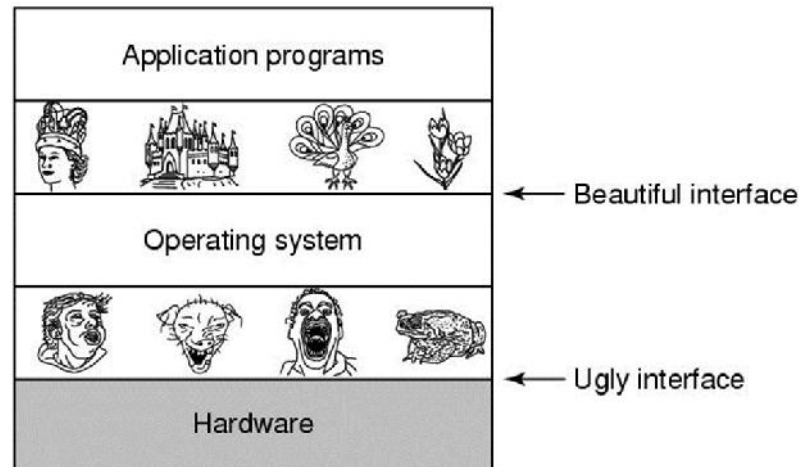 Application programs
Beautiful interface
Operating system
Ugly interface
Hardware